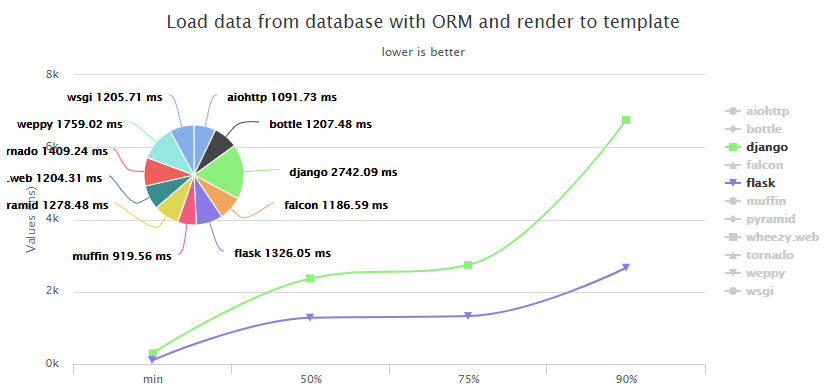 Load data from database with ORM and render to template
lower is better
8k
6k
4k
2k
0k
Values (ms)
wsgi 1205.71 ms
aiohttp 1091.73 ms
weppy 1759.02 ms
bottle 1207.48 ms
rnado 1409.24 ms
django 2742.09 ms
.web 1204.31 ms
falcon 1186.59 ms
ramid 1278.48 ms
flask 1326.05 ms
muffin 919.56 ms
min 50% 75% 90%
aiohttp
bottle
django
falcon
flask
muffin
pyramid
wheezy.web
tornado
weppy
wsgi